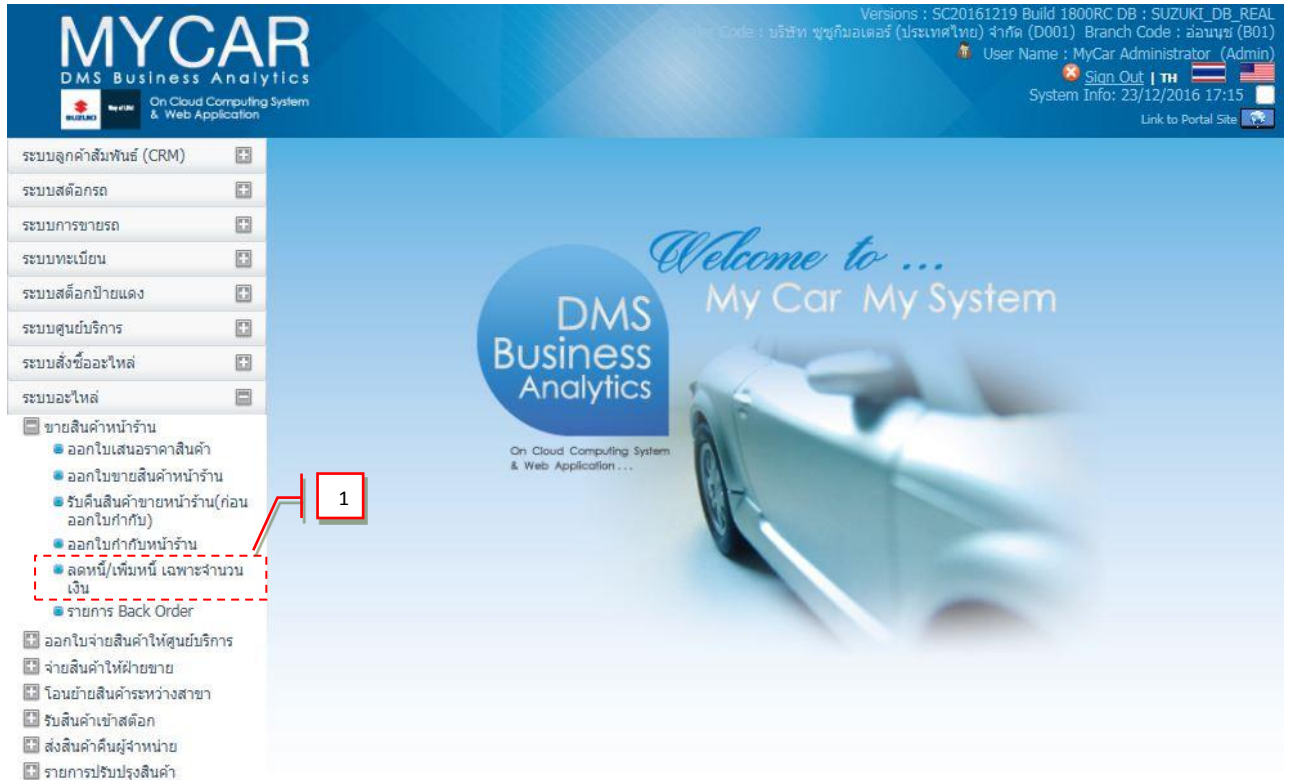 MYCAR
DMS Business Analytics
SUZUKI
Way of Life!
On Cloud Computing System
& Web Application
Versions : SC20161219 Build 1800RC DB : SUZUKI_DB_REAL
Code : บริษัท ซูซูกิมอเตอร์ (ประเทศไทย) จำกัด (D001) Branch Code : อ่อนนุช (B01)
User Name : MyCar Administrator (Admin)
Sign Out | TH
System Info: 23/12/2016 17:15
Link to Portal Site
ระบบลูกค้าสัมพันธ์ (CRM)
ระบบสต๊อกรถ
ระบบการขายรถ
ระบบทะเบียน
ระบบสต็อกป้ายแดง
ระบบศูนย์บริการ
ระบบสั่งซื้ออะไหล่
ระบบอะไหล่
ขายสินค้าหน้าร้าน
ออกใบเสนอราคาสินค้า
ออกใบขายสินค้าหน้าร้าน
รับคืนสินค้าขายหน้าร้าน(ก่อน
ออกใบกำกับ)
ออกใบกำกับหน้าร้าน
ลดหนี้/เพิ่มหนี้ เฉพาะจำนวน
เงิน
รายการ Back Order
ออกใบจ่ายสินค้าให้ศูนย์บริการ
จ่ายสินค้าให้ฝ่ายขาย
โอนย้ายสินค้าระหว่างสาขา
รับสินค้าเข้าสต๊อก
ส่งสินค้าคืนผู้จำหน่าย
รายการปรับปรุงสินค้า
1
Welcome to ...
My Car My System
DMS
Business
Analytics
On Cloud Computing System
& Web Application . . .